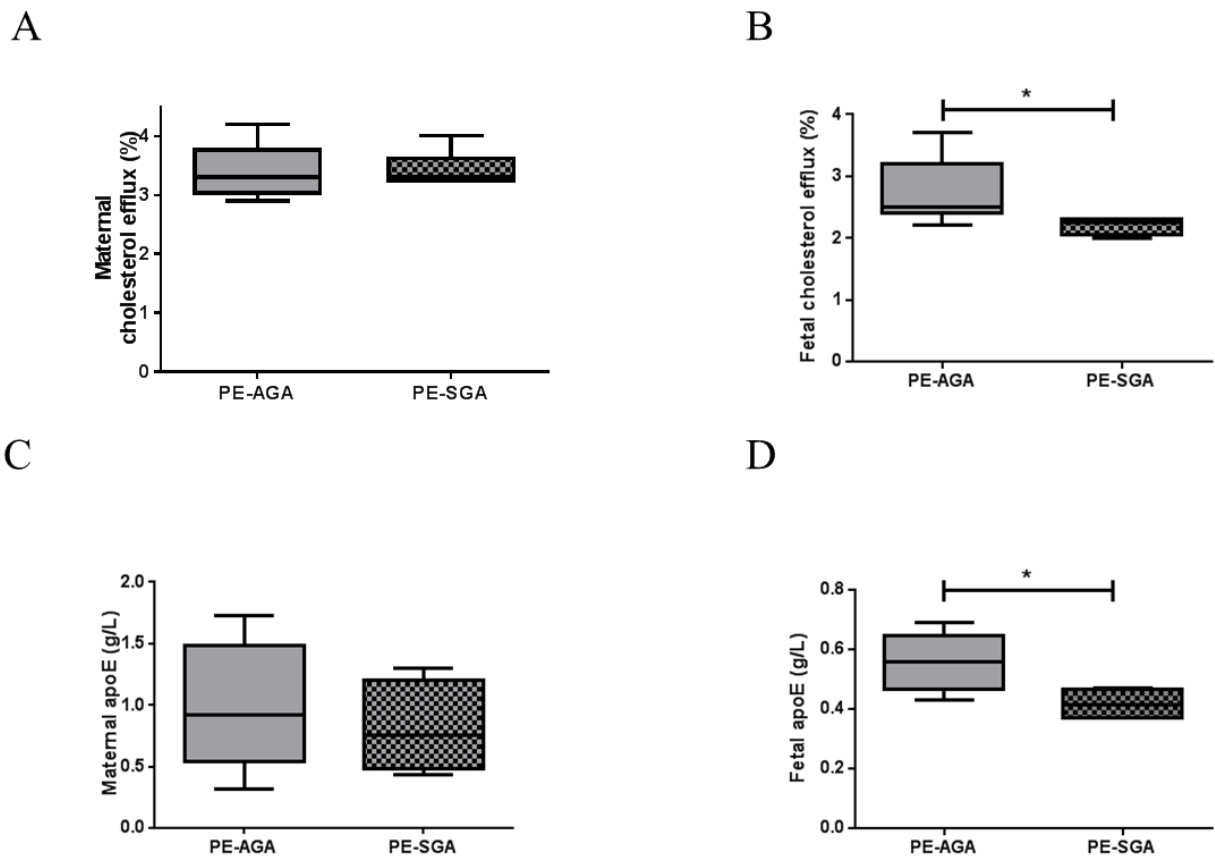 A
Maternal
cholesterol efflux (%)
4
3
2
1
0
PE-AGA
PE-SGA
B
*
Fetal cholesterol efflux (%)
4
3
2
1
0
PE-AGA
PE-SGA
C
Maternal apoE (g/L)
2.0
1.5
1.0
0.5
0.0
PE-AGA
PE-SGA
D
*
Fetal apoE (g/L)
0.8
0.6
0.4
0.2
0.0
PE-AGA
PE-SGA